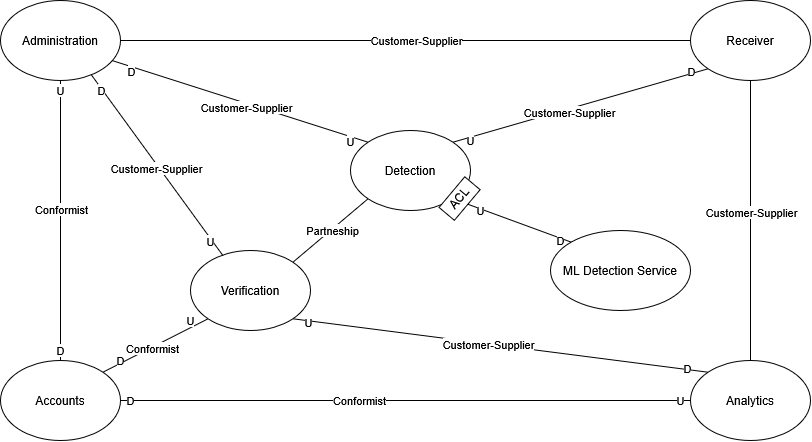 Administration
Customer-Supplier
Receiver
D
D
U
D
Customer-Supplier
Customer-Supplier
U
U
Customer-Supplier
Detection
ACL
Conformist
U
Customer-Supplier
Partneship
U
D
ML Detection Service
Verification
U
U
Customer-Supplier
D
Conformist
D
D
Accounts
D
Conformist
U
Analytics